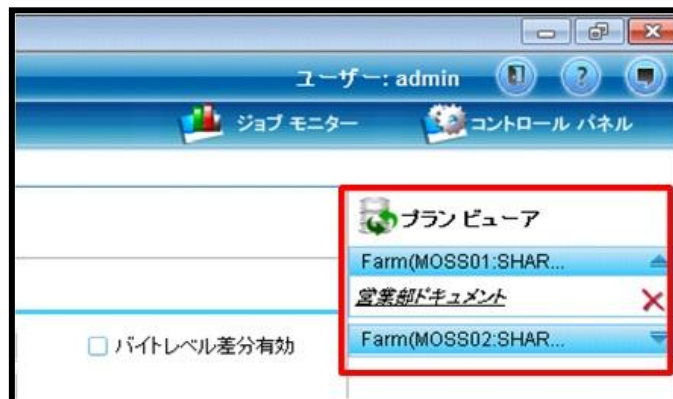 ユーザー: admin
ジョブ モニター
コントロール パネル
プラン ビューア
Farm(MOSS01:SHAR...
営業部ドキュメント
バイトレベル差分有効
Farm(MOSS02:SHAR...